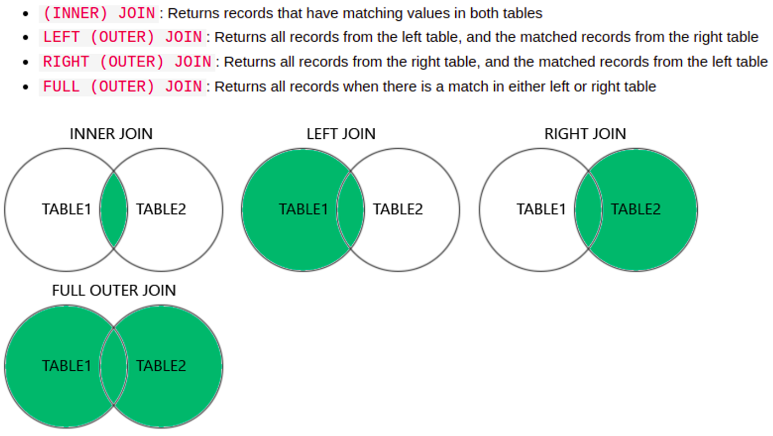 (INNER) JOIN : Returns records that have matching values in both tables
LEFT (OUTER) JOIN : Returns all records from the left table, and the matched records from the right table
RIGHT (OUTER) JOIN : Returns all records from the right table, and the matched records from the left table
FULL (OUTER) JOIN : Returns all records when there is a match in either left or right table
INNER JOIN
TABLE1 TABLE2
LEFT JOIN
TABLE1 TABLE2
RIGHT JOIN
TABLE1 TABLE2
FULL OUTER JOIN
TABLE1 TABLE2